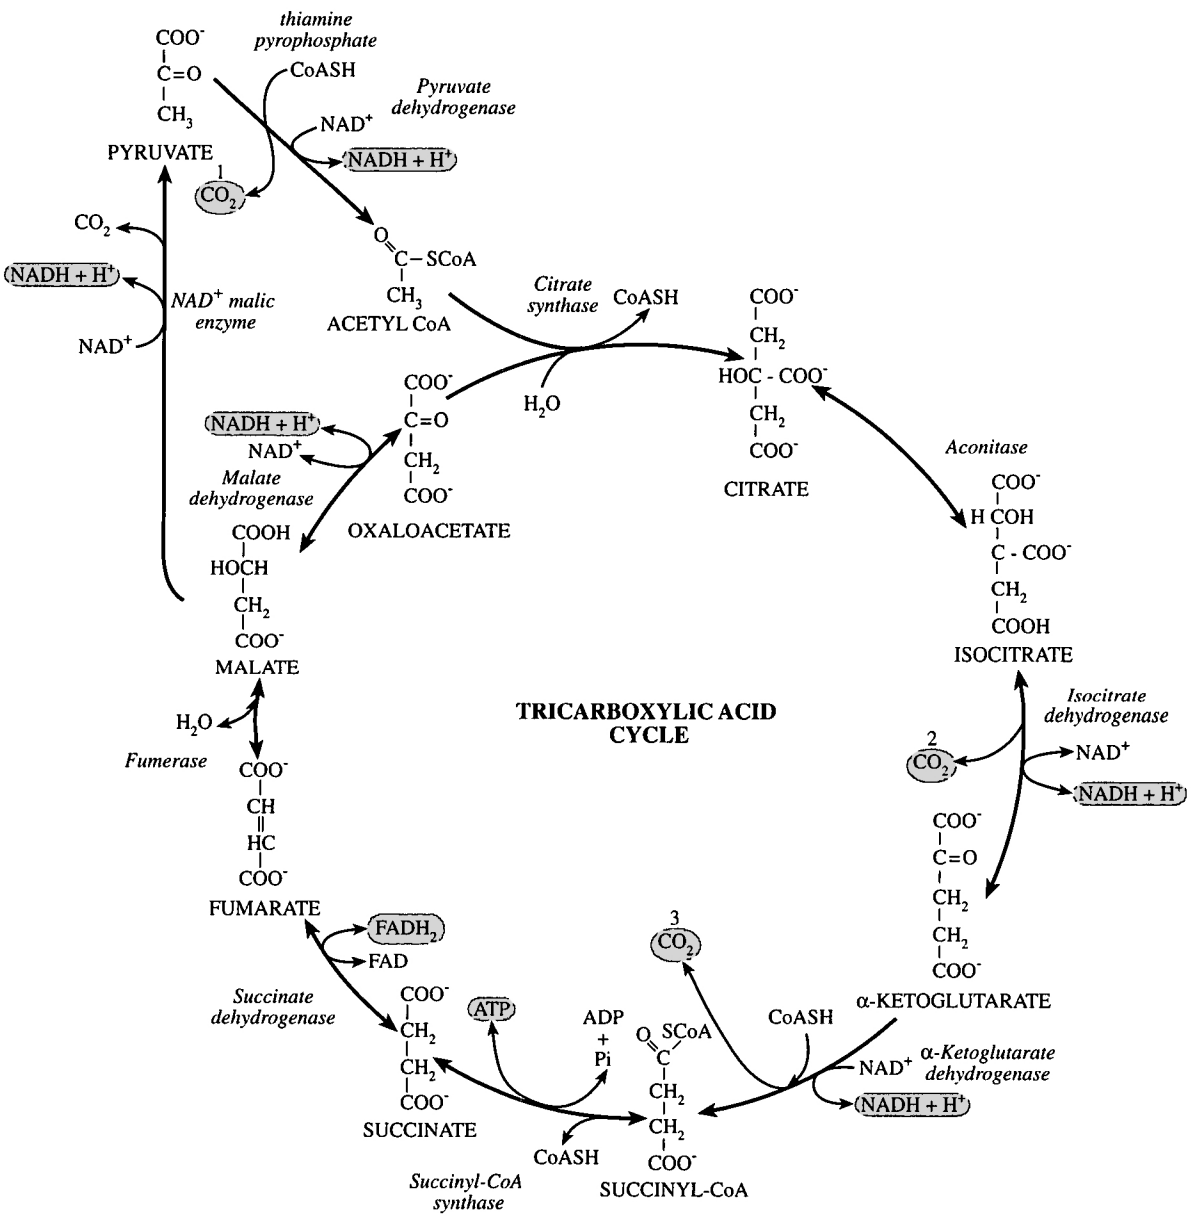 thiamine
pyrophosphate
COO⁻
C=O
CH₃
PYRUVATE
CoASH
Pyruvate
dehydrogenase
NAD⁺
NADH + H⁺
1
CO₂
CO₂
NADH + H⁺
NAD⁺ malic
enzyme
NAD⁺
O
C–SCoA
CH₃
ACETYL CoA
Citrate
synthase
CoASH
H₂O
COO⁻
CH₂
HOC - COO⁻
CH₂
COO⁻
CITRATE
COO⁻
C=O
CH₂
COO⁻
OXALOACETATE
NADH + H⁺
NAD⁺
Malate
dehydrogenase
Aconitase
COO⁻
H COH
C - COO⁻
CH₂
COOH
ISOCITRATE
COOH
HOCH
CH₂
COO⁻
MALATE
TRICARBOXYLIC ACID
CYCLE
Isocitrate
dehydrogenase
2
CO₂
NAD⁺
NADH + H⁺
H₂O
Fumerase
COO⁻
CH
HC
COO⁻
FUMARATE
COO⁻
C=O
CH₂
CH₂
COO⁻
α-KETOGLUTARATE
FADH₂
FAD
Succinate
dehydrogenase
COO⁻
CH₂
CH₂
COO⁻
SUCCINATE
ATP
ADP
+
Pi
CoASH
Succinyl-CoA
synthase
3
CO₂
CoASH
NAD⁺
α-Ketoglutarate
dehydrogenase
NADH + H⁺
O
SCoA
C
CH₂
CH₂
COO⁻
SUCCINYL-CoA